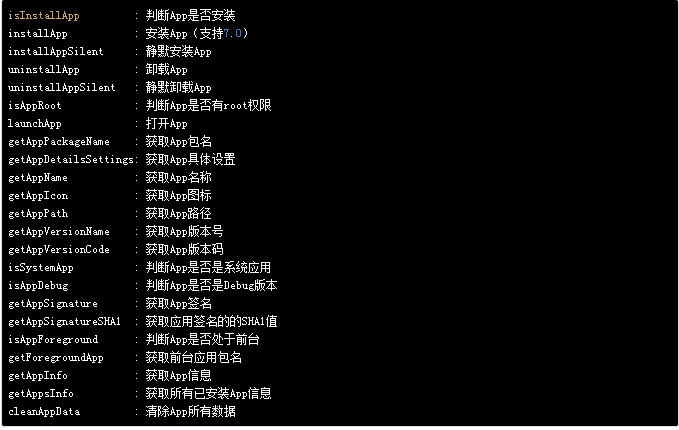 isInstallApp : 判断App是否安装
installApp : 安装App（支持7.0）
installAppSilent : 静默安装App
uninstallApp : 卸载App
uninstallAppSilent : 静默卸载App
isAppRoot : 判断App是否有root权限
launchApp : 打开App
getAppPackageName : 获取App包名
getAppDetailsSettings: 获取App具体设置
getAppName : 获取App名称
getAppIcon : 获取App图标
getAppPath : 获取App路径
getAppVersionName : 获取App版本号
getAppVersionCode : 获取App版本码
isSystemApp : 判断App是否是系统应用
isAppDebug : 判断App是否是Debug版本
getAppSignature : 获取App签名
getAppSignatureSHA1 : 获取应用签名的的SHA1值
isAppForeground : 判断App是否处于前台
getForegroundApp : 获取前台应用包名
getAppInfo : 获取App信息
getAppsInfo : 获取所有已安装App信息
cleanAppData : 清除App所有数据